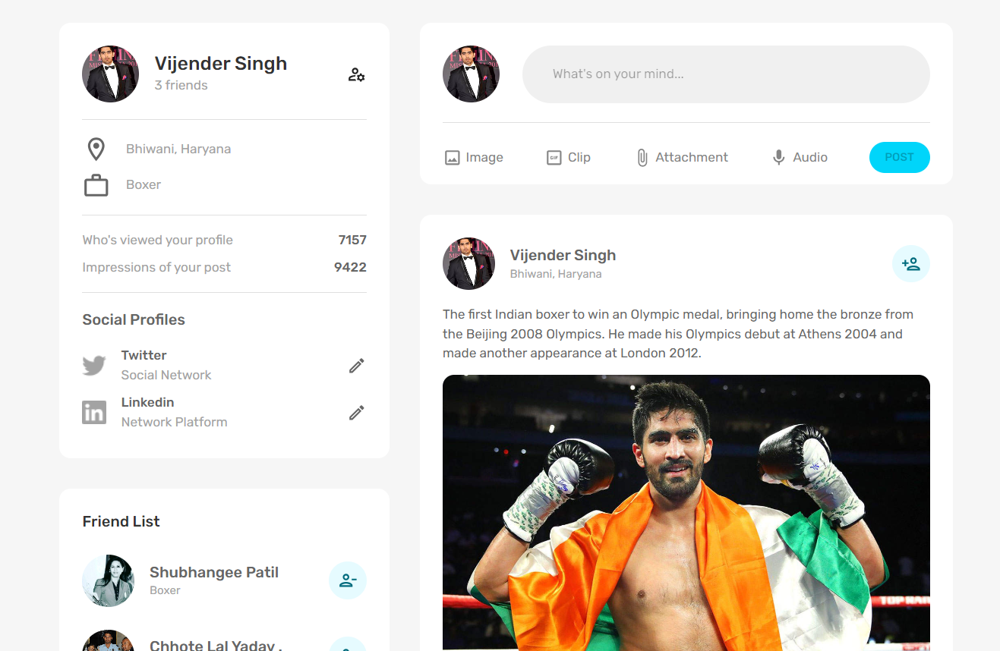 Vijender Singh
3 friends
Bhiwani, Haryana
Boxer
Who's viewed your profile 7157
Impressions of your post 9422
Social Profiles
Twitter
Social Network
Linkedin
Network Platform
Friend List
Shubhangee Patil
Boxer
Chhote Lal Yadav .
What's on your mind...
Image
GIF
Clip
Attachment
Audio
POST
Vijender Singh
Bhiwani, Haryana
The first Indian boxer to win an Olympic medal, bringing home the bronze from
the Beijing 2008 Olympics. He made his Olympics debut at Athens 2004 and
made another appearance at London 2012.
TOP RAN